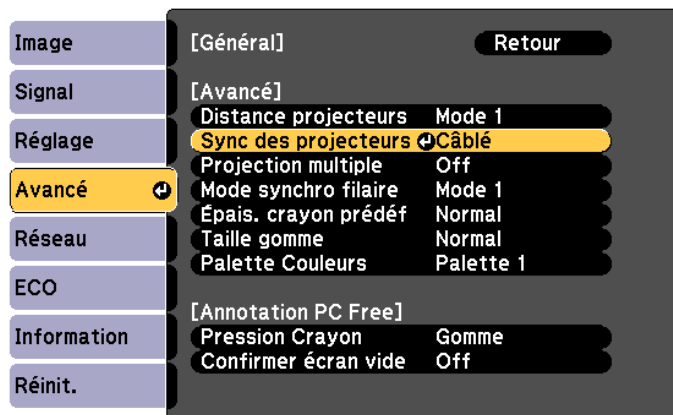 Image
Signal
Réglage
Avancé
Réseau
ECO
Information
Réinit.
[Général] Retour
[Avancé]
Distance projecteurs Mode 1
Sync des projecteurs Câblé
Projection multiple Off
Mode synchro filaire Mode 1
Épais. crayon prédéf Normal
Taille gomme Normal
Palette Couleurs Palette 1
[Annotation PC Free]
Pression Crayon Gomme
Confirmer écran vide Off